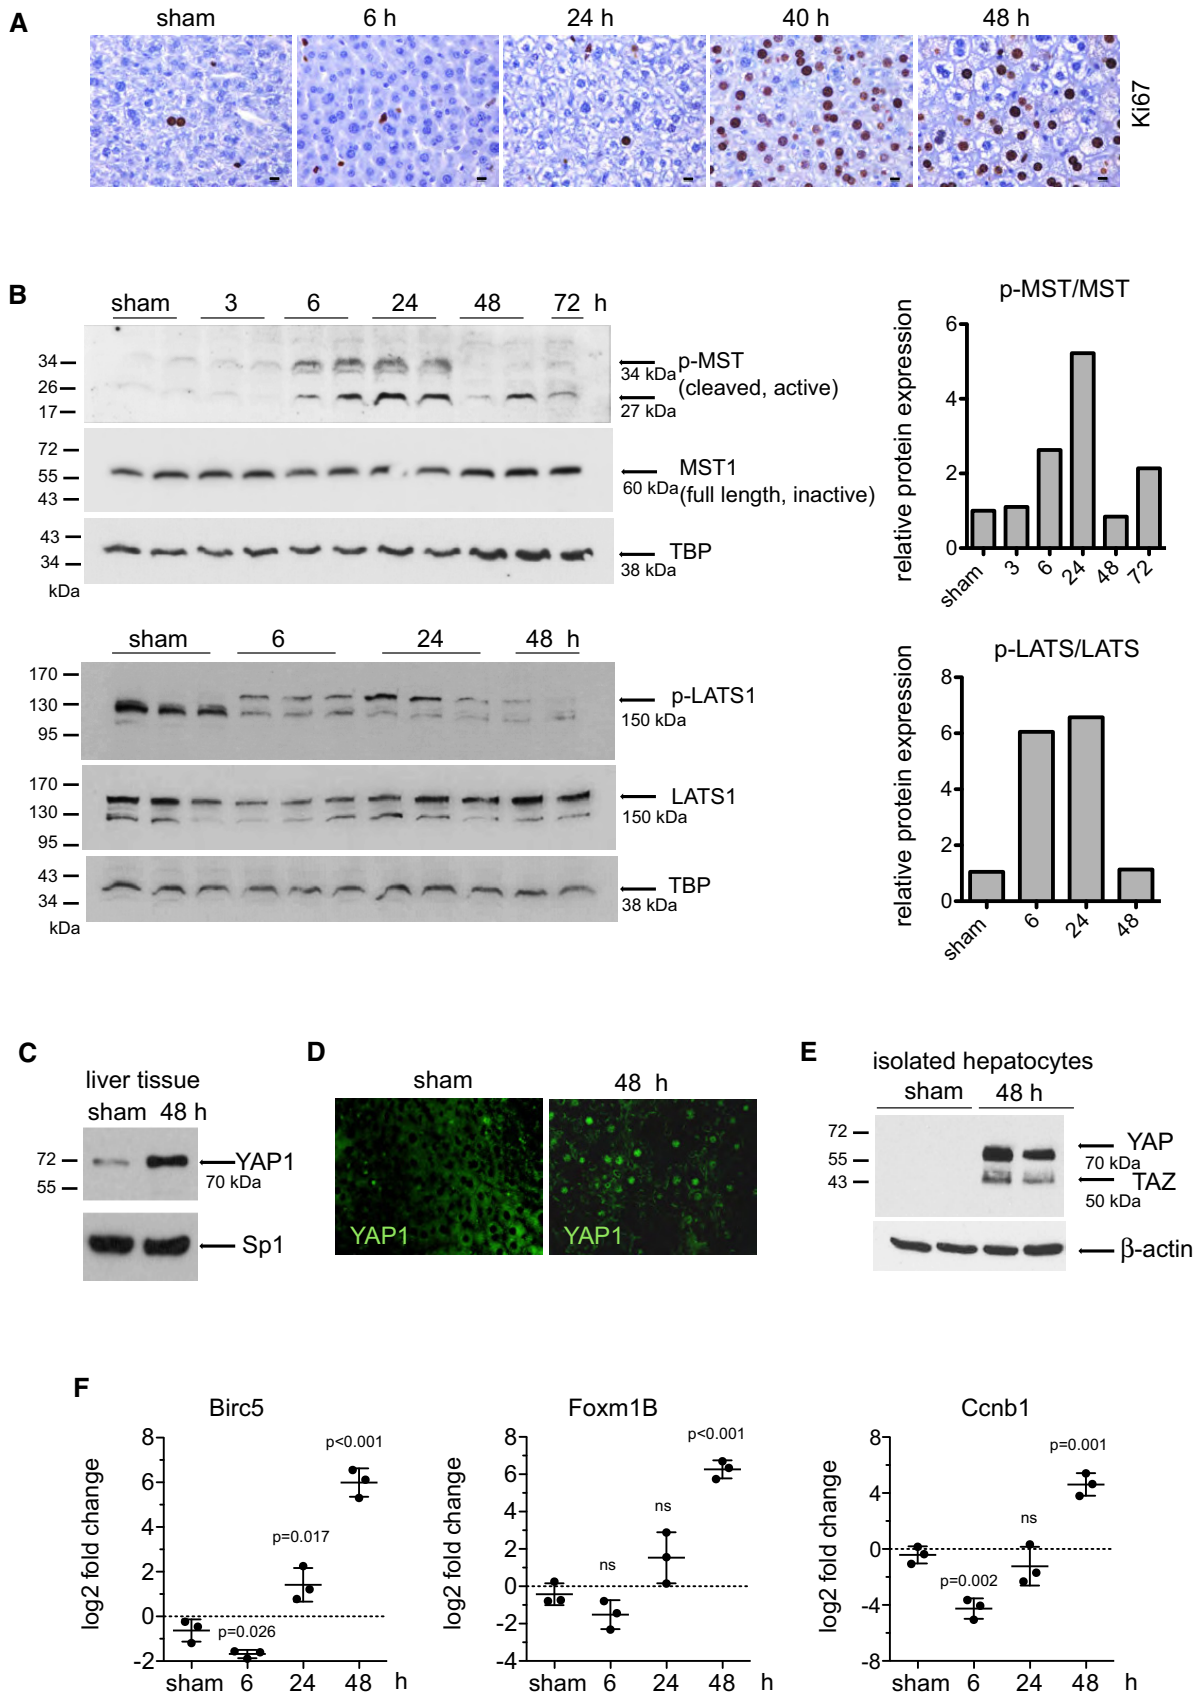 A
sham 6 h 24 h 40 h 48 h
Ki67
B
sham 3 6 24 48 72 h
34
26
17
p-MST
34 kDa
(cleaved, active)
27 kDa
72
55
43
MST1
60 kDa
(full length, inactive)
43
34
kDa
TBP
38 kDa
p-MST/MST
relative protein expression
6
4
2
0
sham 3 6 24 48 72
sham 6 24 48 h
170
130
95
p-LATS1
150 kDa
170
130
95
LATS1
150 kDa
43
34
kDa
TBP
38 kDa
p-LATS/LATS
relative protein expression
8
6
4
2
0
sham 6 24 48
C
liver tissue
sham 48 h
72
55
YAP1
70 kDa
Sp1
D
sham 48 h
YAP1 YAP1
E
isolated hepatocytes
sham 48 h
72
55
43
YAP
70 kDa
TAZ
50 kDa
β-actin
F
Birc5
log2 fold change
8
6
4
2
0
-2
p<0.001
p=0.017
p=0.026
sham 6 24 48 h
Foxm1B
log2 fold change
8
6
4
2
0
-2
-4
p<0.001
ns
ns
sham 6 24 48 h
Ccnb1
log2 fold change
8
4
0
-4
-8
p=0.001
ns
p=0.002
sham 6 24 48 h